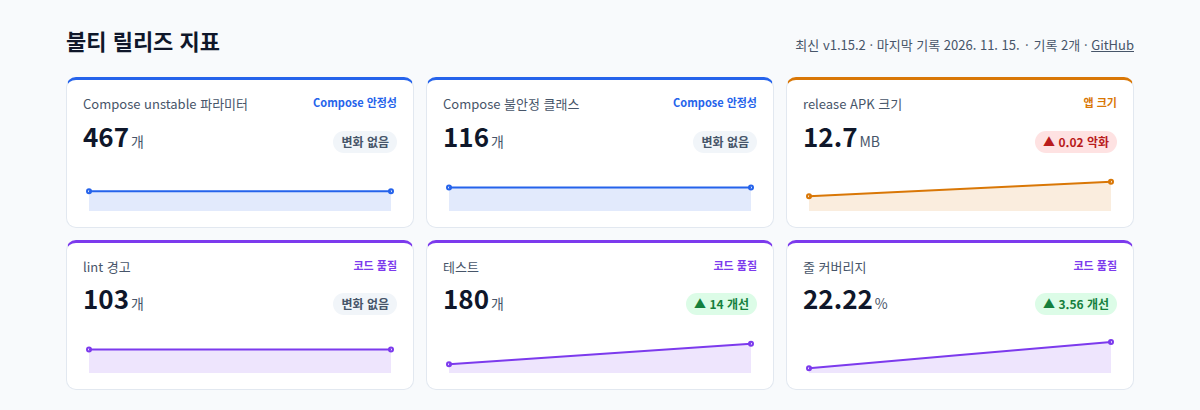 불티 릴리즈 지표
최신 v1.15.2 · 마지막 기록 2026. 11. 15. · 기록 2개 · GitHub
Compose unstable 파라미터
Compose 안정성
467개
변화 없음
Compose 불안정 클래스
Compose 안정성
116개
변화 없음
release APK 크기
앱 크기
12.7MB
▲ 0.02 악화
lint 경고
코드 품질
103개
변화 없음
테스트
코드 품질
180개
▲ 14 개선
줄 커버리지
코드 품질
22.22%
▲ 3.56 개선